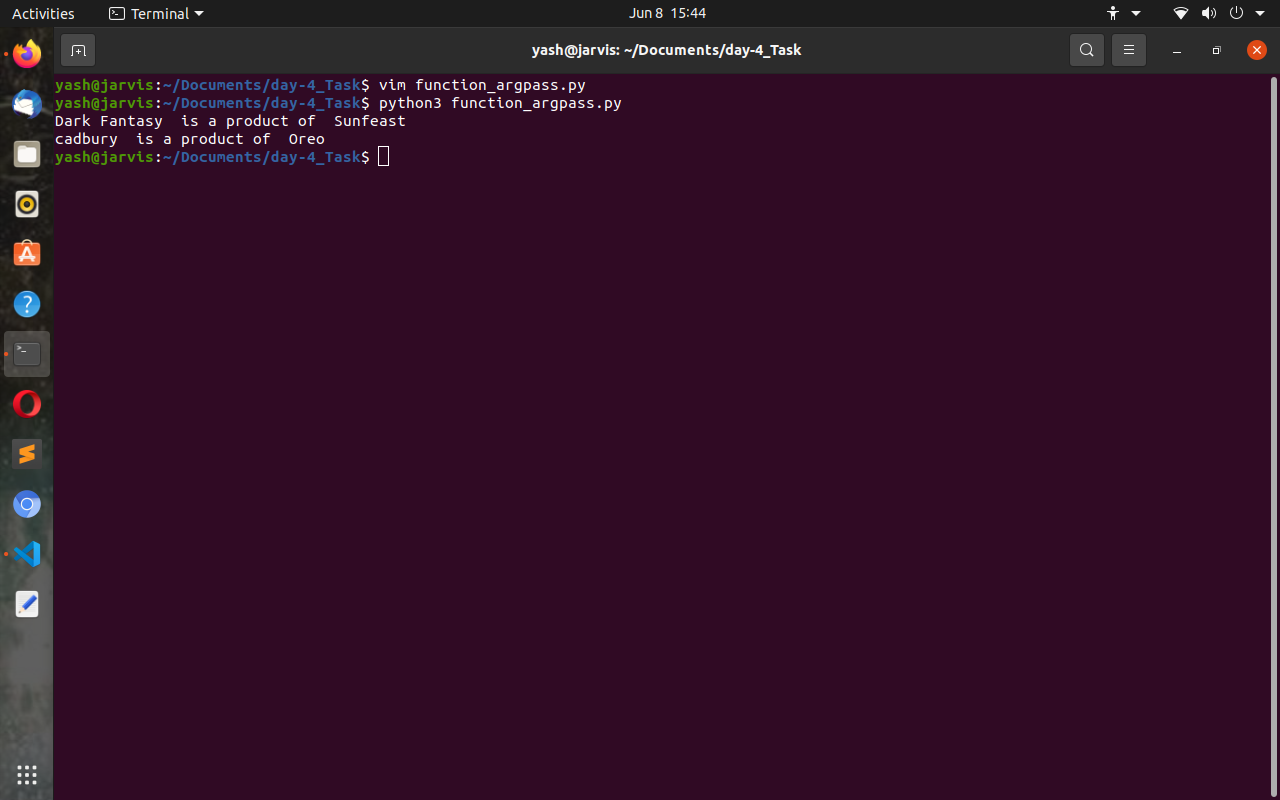 Activities Terminal Jun 8 15:44
yash@jarvis: ~/Documents/day-4_Task
yash@jarvis:~/Documents/day-4_Task$ vim function_argpass.py
yash@jarvis:~/Documents/day-4_Task$ python3 function_argpass.py
Dark Fantasy  is a product of  Sunfeast
cadbury  is a product of  Oreo
yash@jarvis:~/Documents/day-4_Task$